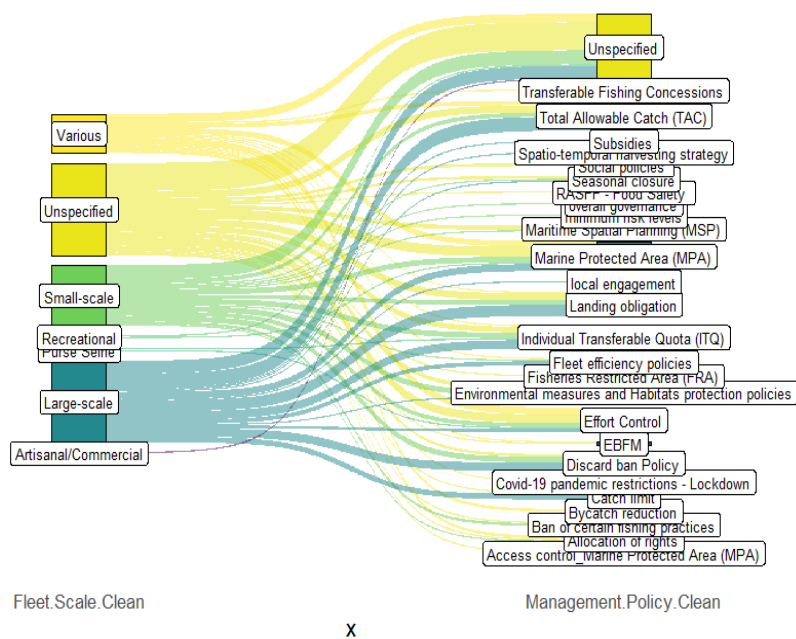 Various
Unspecified
Small-scale
Recreational
Purse Seine
Large-scale
Artisanal/Commercial
Unspecified
Transferable Fishing Concessions
Total Allowable Catch (TAC)
Subsidies
Spatio-temporal harvesting strategy
Social policies
Seasonal closure
RASFF - Food Safety
Overall governance
minimum risk levels
Maritime Spatial Planning (MSP)
Marine Protected Area (MPA)
local engagement
Landing obligation
Individual Transferable Quota (ITQ)
Fleet efficiency policies
Fisheries Restricted Area (FRA)
Environmental measures and Habitats protection policies
Effort Control
EBFM
Discard ban Policy
Covid-19 pandemic restrictions - Lockdown
Catch limit
Bycatch reduction
Ban of certain fishing practices
Allocation of rights
Access control_Marine Protected Area (MPA)
Fleet.Scale.Clean
Management.Policy.Clean
x